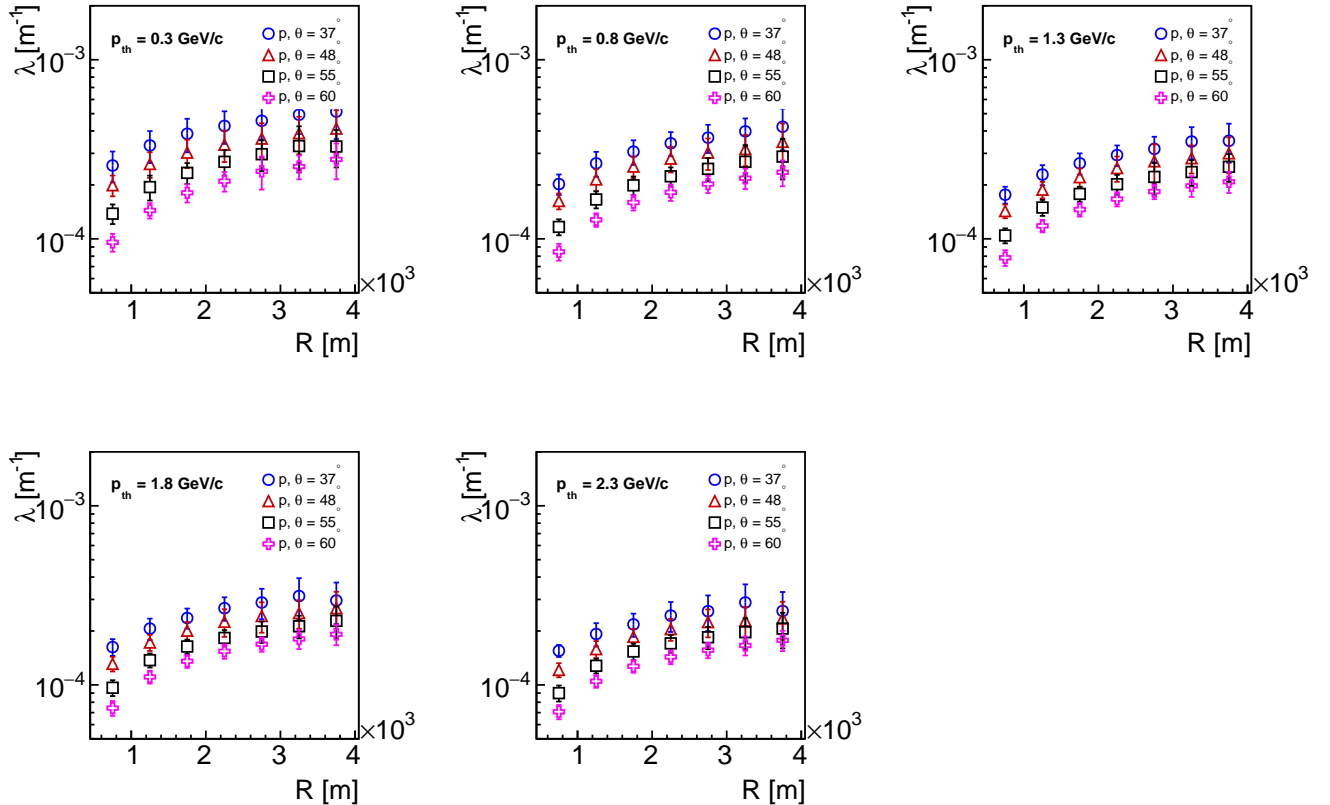 λ [m⁻¹]
p_th = 0.3 GeV/c
p, θ = 37°
p, θ = 48°
p, θ = 55°
p, θ = 60°
10⁻³
10⁻⁴
1 2 3 4
×10³
R [m]
λ [m⁻¹]
p_th = 0.8 GeV/c
p, θ = 37°
p, θ = 48°
p, θ = 55°
p, θ = 60°
10⁻³
10⁻⁴
1 2 3 4
×10³
R [m]
λ [m⁻¹]
p_th = 1.3 GeV/c
p, θ = 37°
p, θ = 48°
p, θ = 55°
p, θ = 60°
10⁻³
10⁻⁴
1 2 3 4
×10³
R [m]
λ [m⁻¹]
p_th = 1.8 GeV/c
p, θ = 37°
p, θ = 48°
p, θ = 55°
p, θ = 60°
10⁻³
10⁻⁴
1 2 3 4
×10³
R [m]
λ [m⁻¹]
p_th = 2.3 GeV/c
p, θ = 37°
p, θ = 48°
p, θ = 55°
p, θ = 60°
10⁻³
10⁻⁴
1 2 3 4
×10³
R [m]